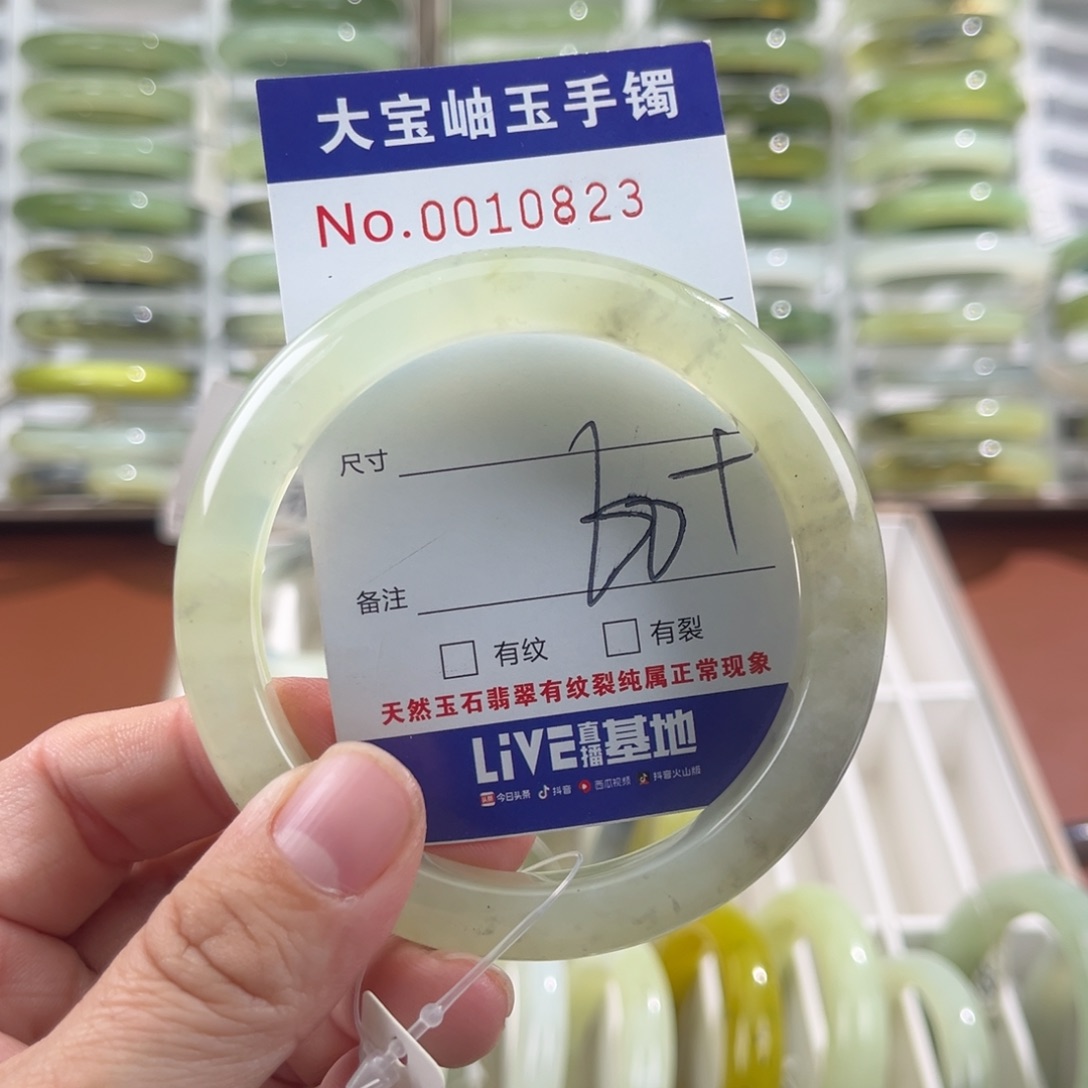 大宝岫玉手镯
No.0010823
尺寸
备注
□ 有纹 □ 有裂
天然玉石翡翠有纹裂纯属正常现象
LiVE直播基地
今日头条 抖音 西瓜视频 抖音火山版